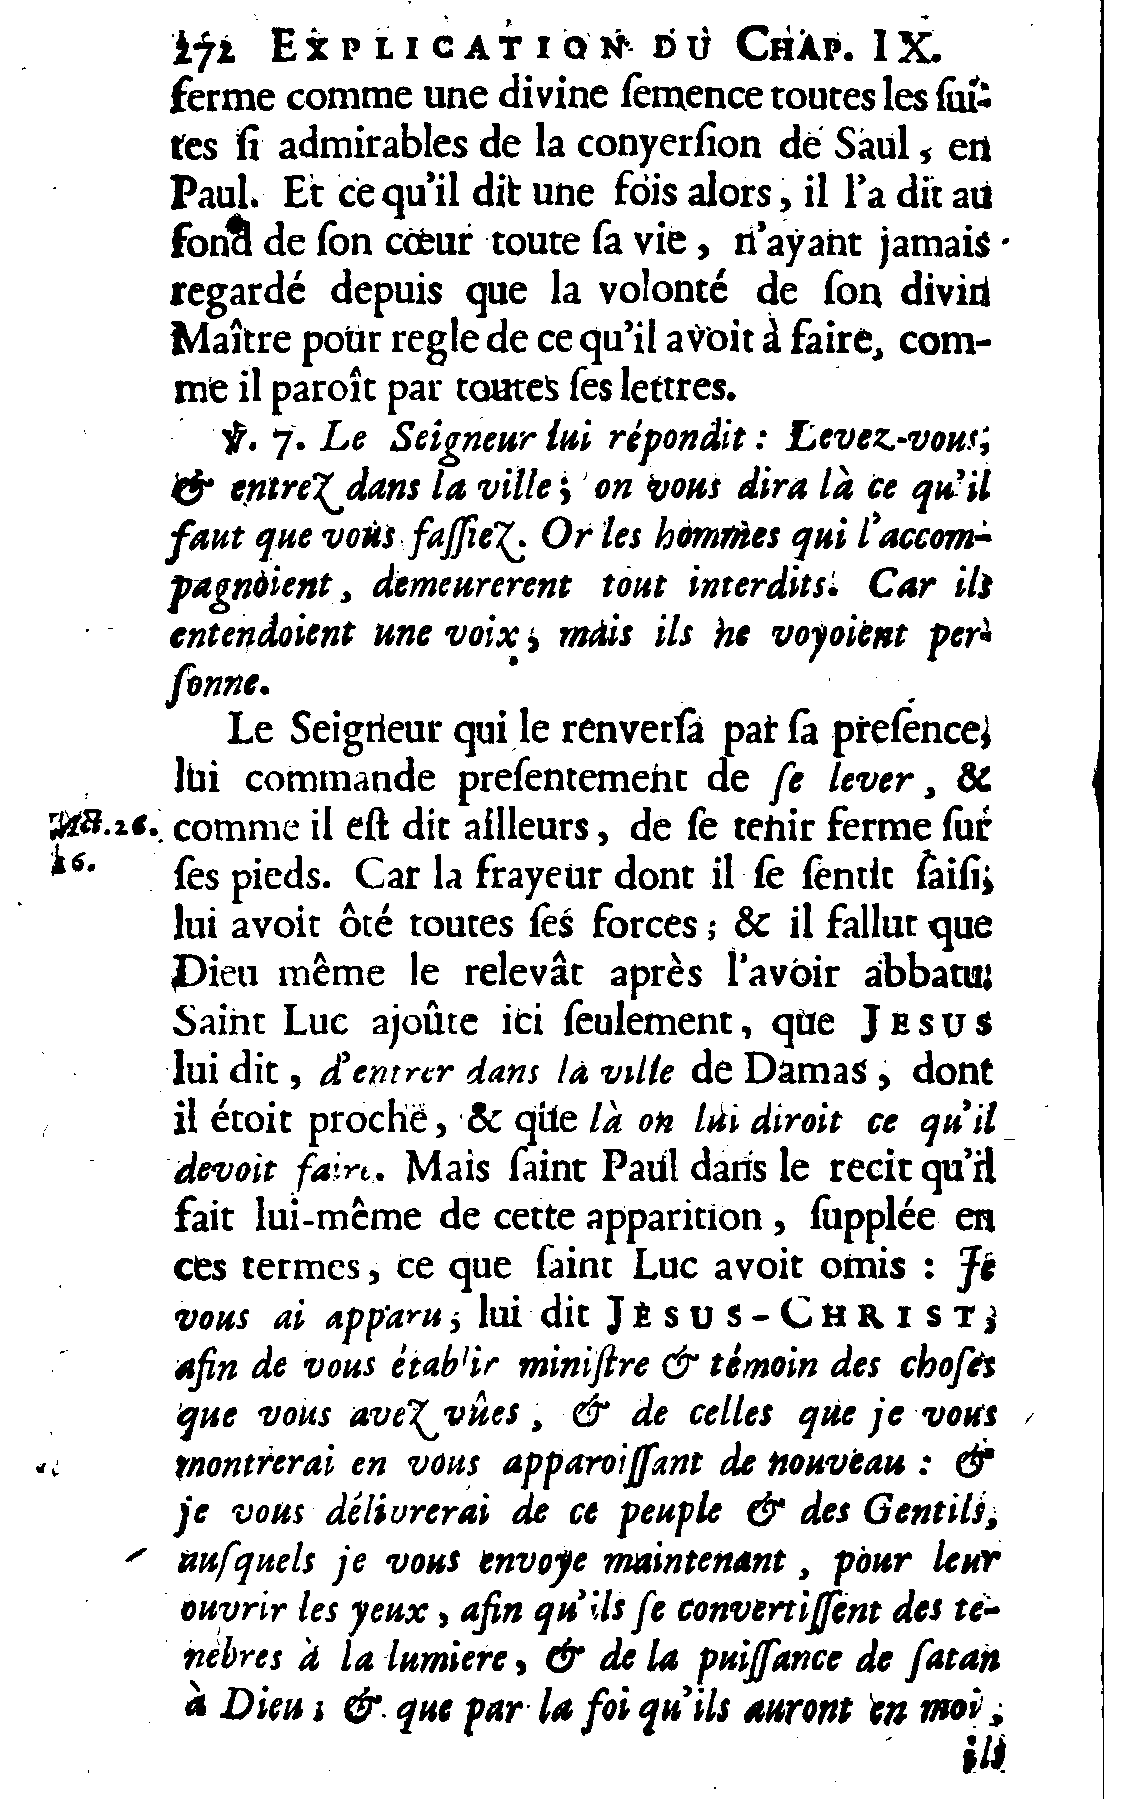 272 EXPLICATION DU CHAP. IX.
ferme comme une divine ſemence toutes les ſui-
tes ſi admirables de la converſion de Saul, en
Paul. Et ce qu'il dit une fois alors, il l'a dit au
fond de ſon cœur toute ſa vie, n'ayant jamais
regardé depuis que la volonté de ſon divin
Maître pour regle de ce qu'il avoit à faire, com-
me il paroît par toutes ſes lettres.
℣. 7. Le Seigneur lui répondit : Levez-vous,
& entrez dans la ville ; on vous dira là ce qu'il
faut que vous faſſiez. Or les hommes qui l'accom-
pagnoient, demeurerent tout interdits. Car ils
entendoient une voix, mais ils ne voyoient per-
ſonne.
Le Seigneur qui le renverſa par ſa preſence,
lui commande preſentement de ſe lever, &
Act. 26. comme il eſt dit ailleurs, de ſe tenir ferme ſur
16. ſes pieds. Car la frayeur dont il ſe ſentit ſaiſi,
lui avoit ôté toutes ſes forces ; & il fallut que
Dieu même le relevât après l'avoir abbatu.
Saint Luc ajoûte ici ſeulement, que JESUS
lui dit, d'entrer dans la ville de Damas, dont
il étoit proche, & que là on lui diroit ce qu'il
devoit faire. Mais ſaint Paul dans le recit qu'il
fait lui-même de cette apparition, ſupplée en
ces termes, ce que ſaint Luc avoit omis : Je
vous ai apparu, lui dit JESUS-CHRIST,
afin de vous établir miniſtre & témoin des choſes
que vous avez vûes, & de celles que je vous
montrerai en vous apparoiſſant de nouveau : &
je vous délivrerai de ce peuple & des Gentils,
auſquels je vous envoye maintenant, pour leur
ouvrir les yeux, afin qu'ils ſe convertiſſent des te-
nebres à la lumiere, & de la puiſſance de ſatan
à Dieu ; & que par la foi qu'ils auront en moi,
ils